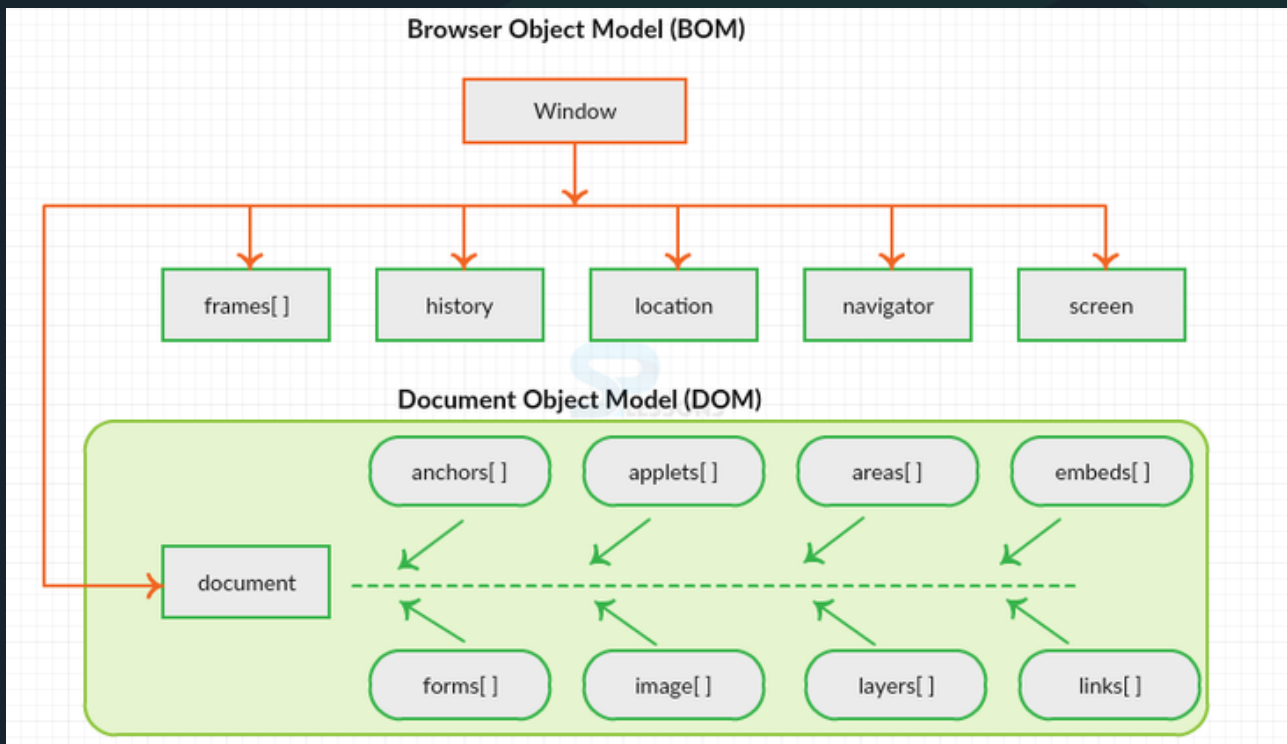 Browser Object Model (BOM)
Window
frames[ ]
history
location
navigator
screen
Document Object Model (DOM)
anchors[ ]
applets[ ]
areas[ ]
embeds[ ]
document
forms[ ]
image[ ]
layers[ ]
links[ ]